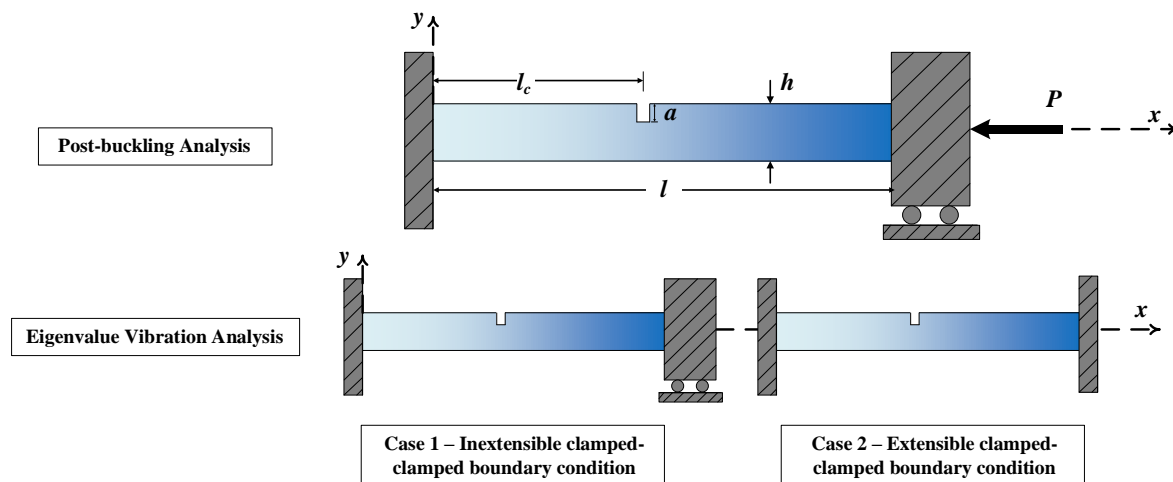 y
l_c
h
a
P
x
Post-buckling Analysis
l
y
x
Eigenvalue Vibration Analysis
Case 1 – Inextensible clamped-
clamped boundary condition
Case 2 – Extensible clamped-
clamped boundary condition